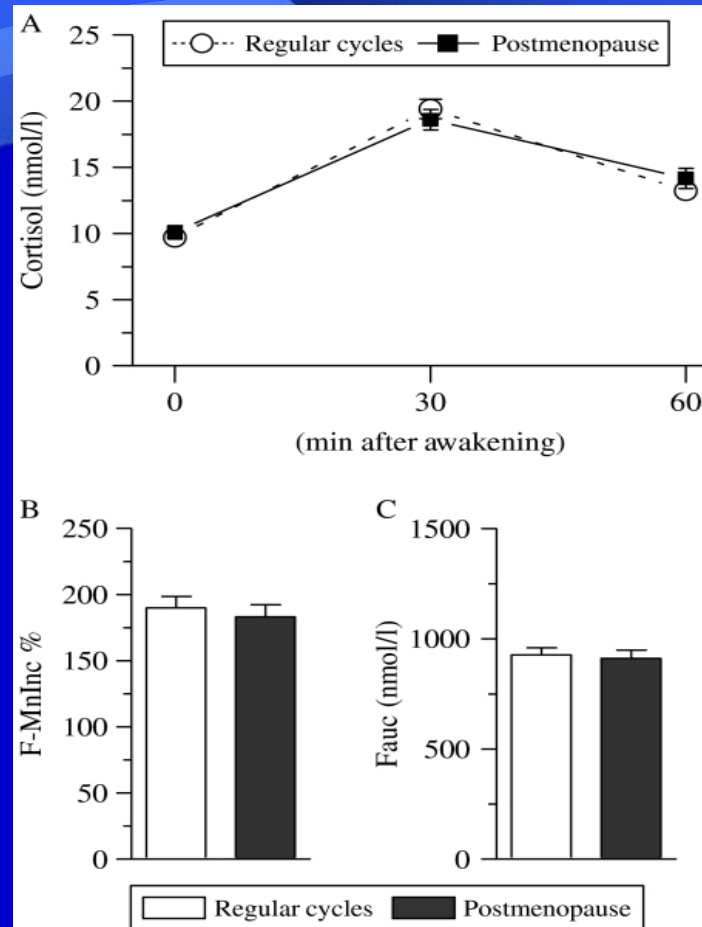 A
Regular cycles Postmenopause
Cortisol (nmol/l)
25
20
15
10
5
0
0 30 60
(min after awakening)
B
F-MnInc %
250
200
150
100
50
0
C
Fauc (nmol/l)
1500
1000
500
0
Regular cycles Postmenopause